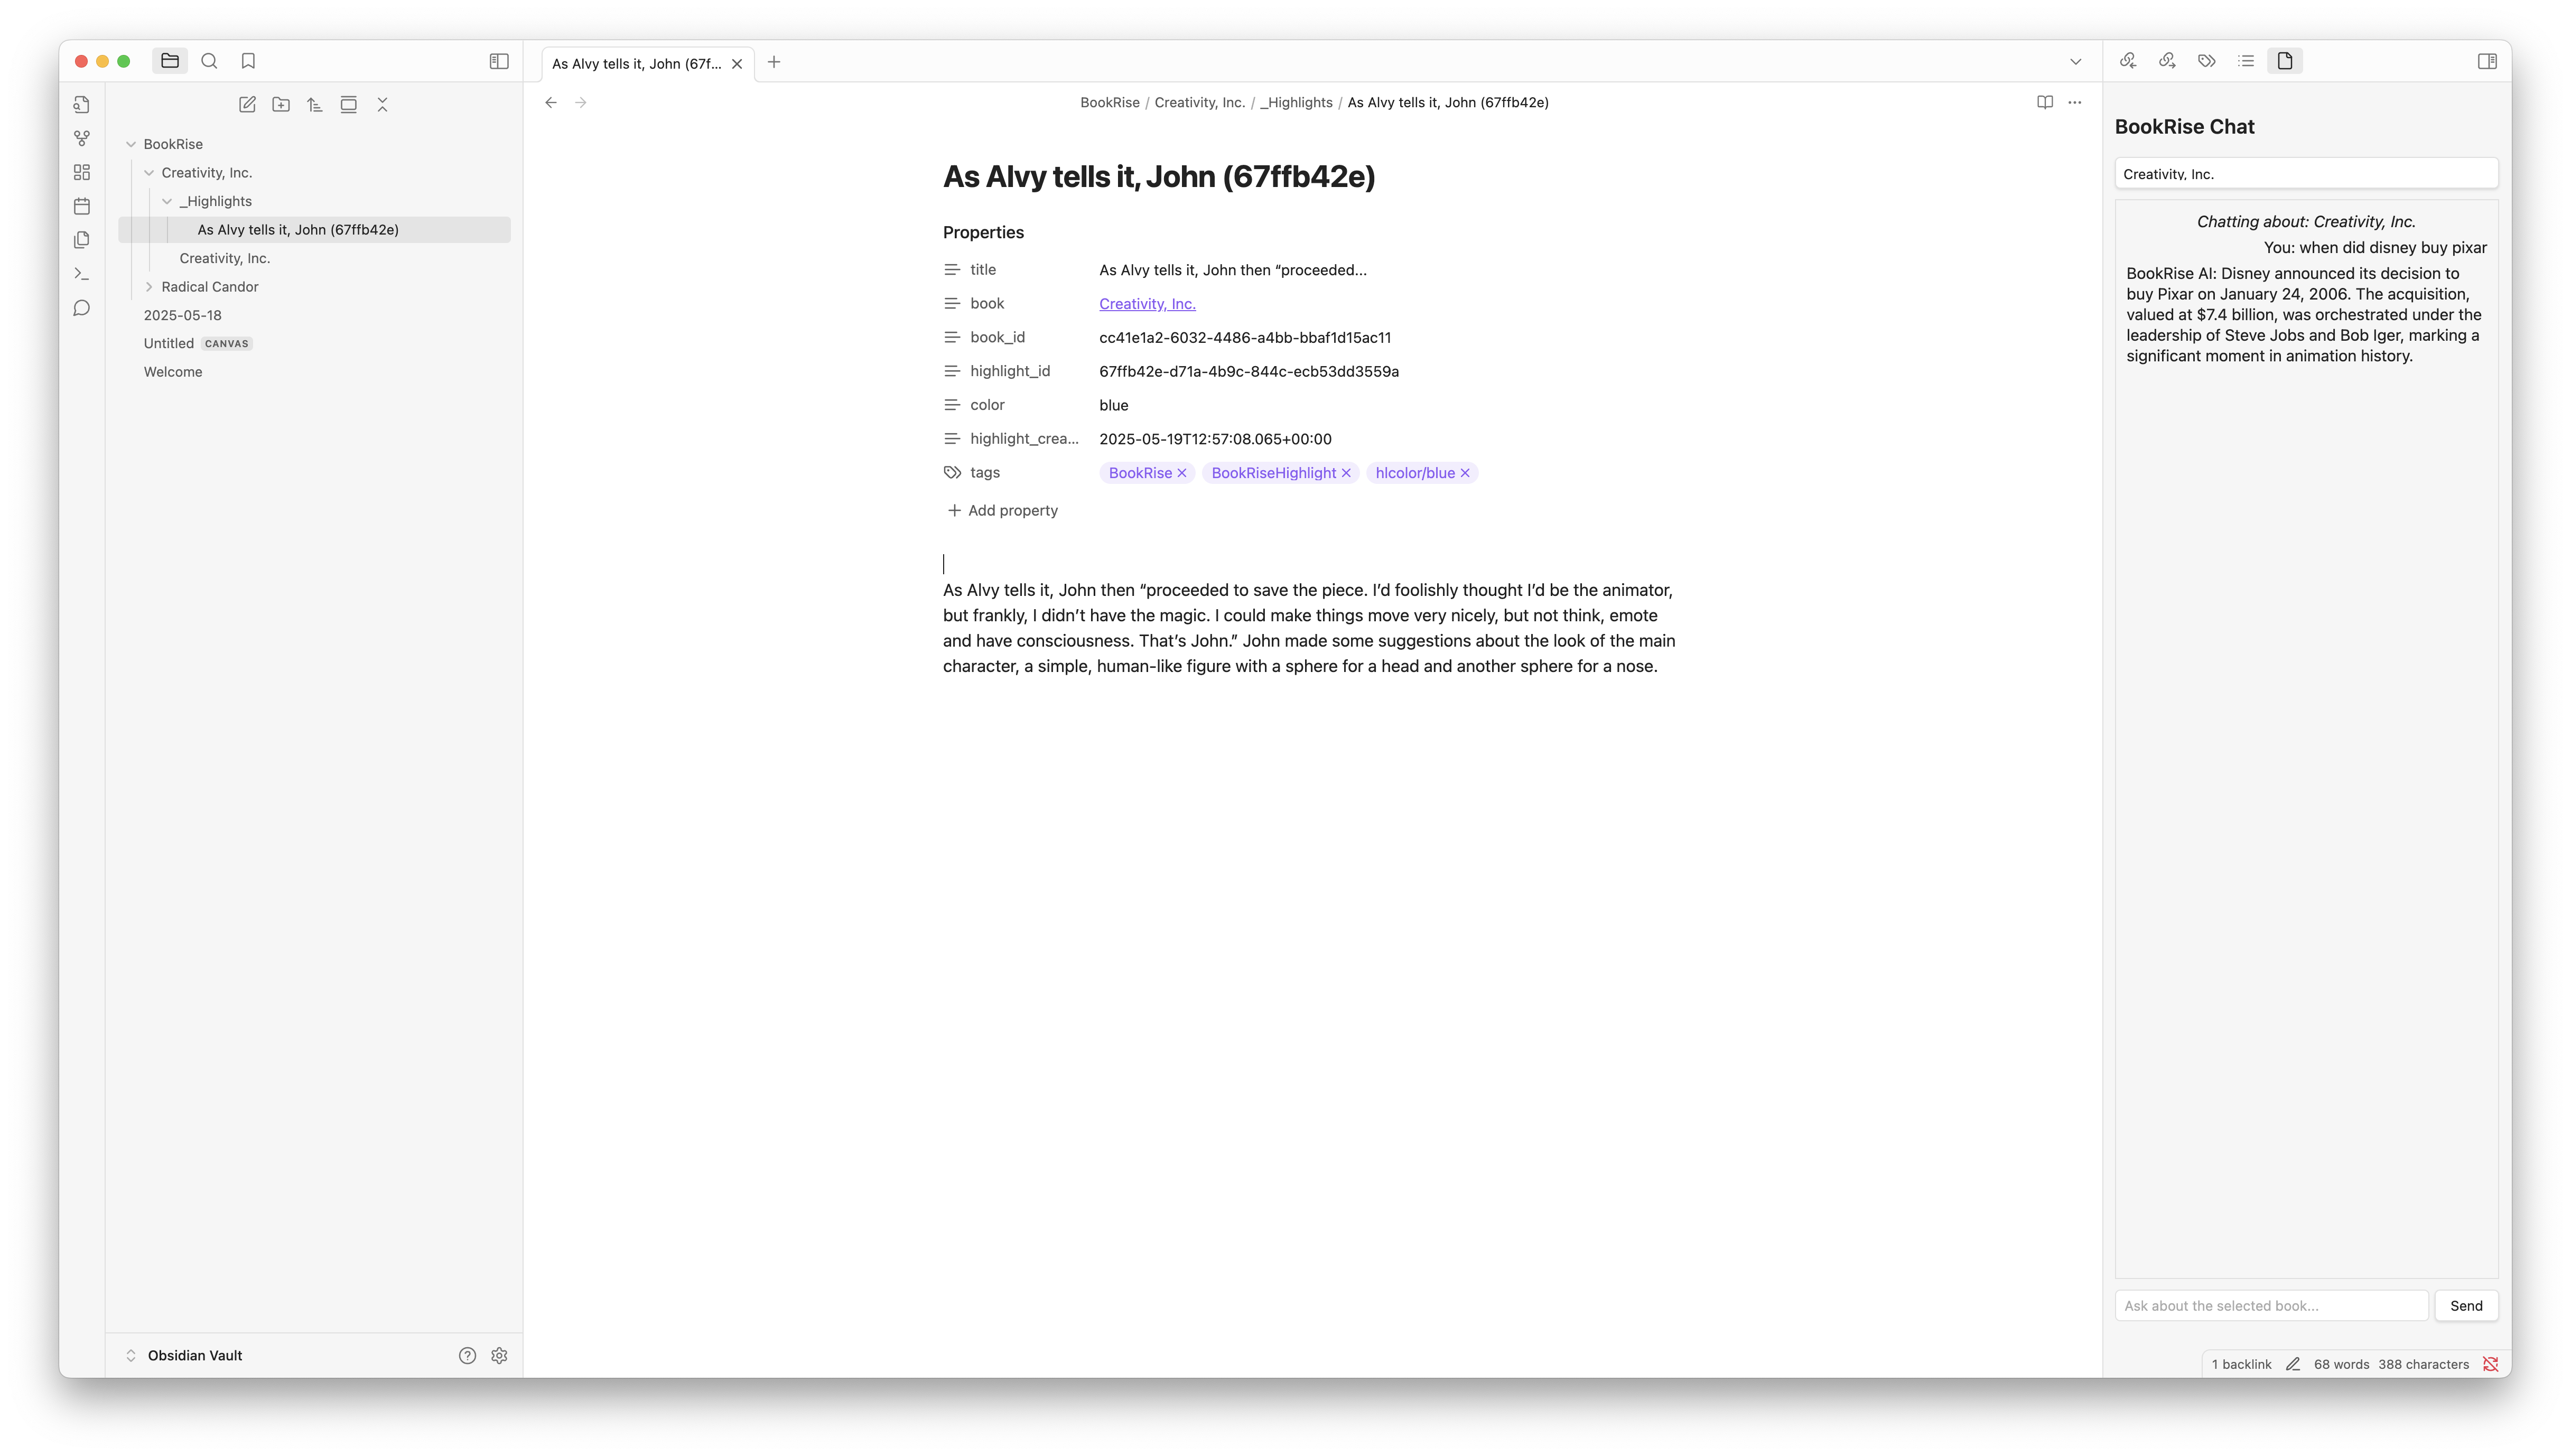 As Alvy tells it, John (67f...
BookRise
Creativity, Inc.
_Highlights
As Alvy tells it, John (67ffb42e)
Creativity, Inc.
Radical Candor
2025-05-18
Untitled CANVAS
Welcome
Obsidian Vault
BookRise / Creativity, Inc. / _Highlights / As Alvy tells it, John (67ffb42e)
As Alvy tells it, John (67ffb42e)
Properties
title As Alvy tells it, John then “proceeded...
book Creativity, Inc.
book_id cc41e1a2-6032-4486-a4bb-bbaf1d15ac11
highlight_id 67ffb42e-d71a-4b9c-844c-ecb53dd3559a
color blue
highlight_crea... 2025-05-19T12:57:08.065+00:00
tags BookRise BookRiseHighlight hlcolor/blue
Add property
As Alvy tells it, John then “proceeded to save the piece. I’d foolishly thought I’d be the animator,
but frankly, I didn’t have the magic. I could make things move very nicely, but not think, emote
and have consciousness. That’s John.” John made some suggestions about the look of the main
character, a simple, human-like figure with a sphere for a head and another sphere for a nose.
BookRise Chat
Creativity, Inc.
Chatting about: Creativity, Inc.
You: when did disney buy pixar
BookRise AI: Disney announced its decision to
buy Pixar on January 24, 2006. The acquisition,
valued at $7.4 billion, was orchestrated under the
leadership of Steve Jobs and Bob Iger, marking a
significant moment in animation history.
Ask about the selected book...
Send
1 backlink 68 words 388 characters